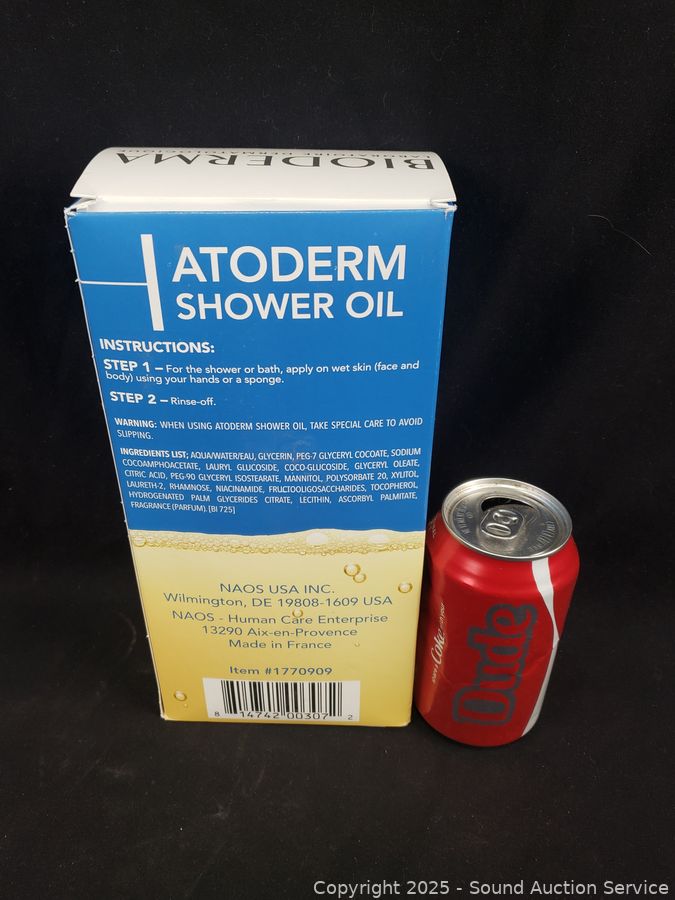 BIODERMA
LABORATOIRE DERMATOLOGIQUE
ATODERM
SHOWER OIL
INSTRUCTIONS:
STEP 1 – For the shower or bath, apply on wet skin (face and
body) using your hands or a sponge.
STEP 2 – Rinse-off.
WARNING: WHEN USING ATODERM SHOWER OIL, TAKE SPECIAL CARE TO AVOID
SLIPPING.
INGREDIENTS LIST; AQUA/WATER/EAU, GLYCERIN, PEG-7 GLYCERYL COCOATE, SODIUM
COCOAMPHOACETATE, LAURYL GLUCOSIDE, COCO-GLUCOSIDE, GLYCERYL OLEATE,
CITRIC ACID, PEG-90 GLYCERYL ISOSTEARATE, MANNITOL, POLYSORBATE 20, XYLITOL,
LAURETH-2, RHAMNOSE, NIACINAMIDE, FRUCTOOLIGOSACCHARIDES, TOCOPHEROL,
HYDROGENATED PALM GLYCERIDES CITRATE, LECITHIN, ASCORBYL PALMITATE,
FRAGRANCE (PARFUM). [BI 725]
NAOS USA INC.
Wilmington, DE 19808-1609 USA
NAOS - Human Care Enterprise
13290 Aix-en-Provence
Made in France
Item #1770909
8 14742 00307 2
Coke
Dude
Copyright 2025 - Sound Auction Service